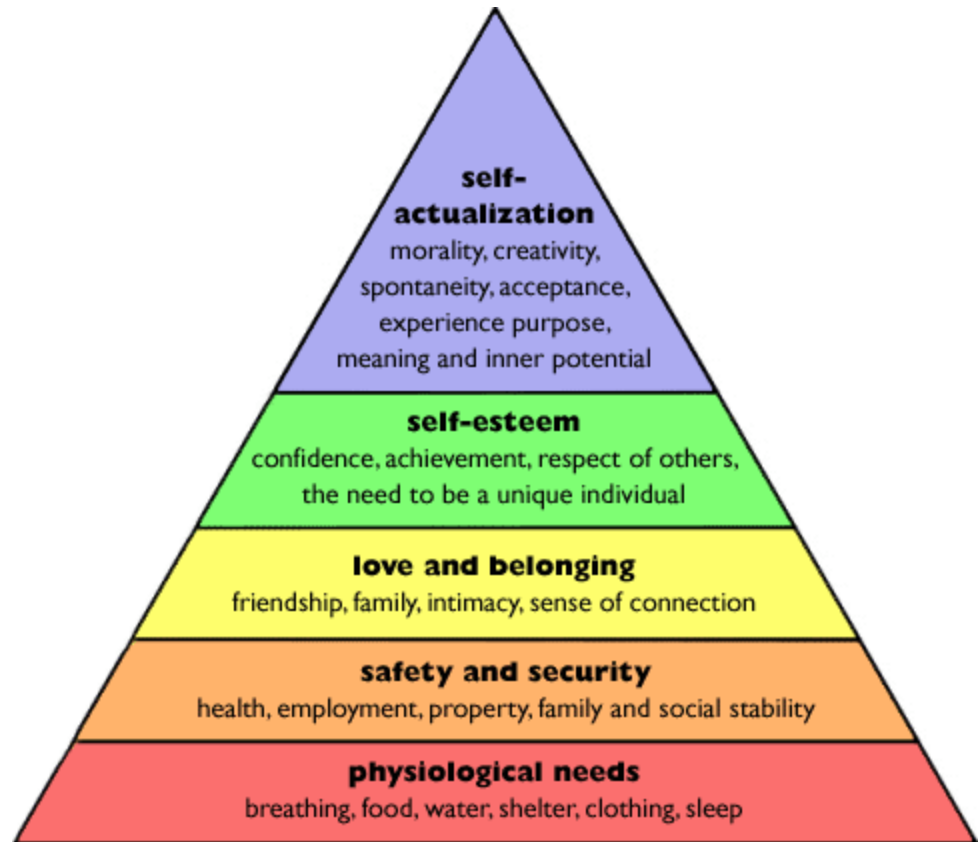 self-
actualization
morality, creativity,
spontaneity, acceptance,
experience purpose,
meaning and inner potential
self-esteem
confidence, achievement, respect of others,
the need to be a unique individual
love and belonging
friendship, family, intimacy, sense of connection
safety and security
health, employment, property, family and social stability
physiological needs
breathing, food, water, shelter, clothing, sleep